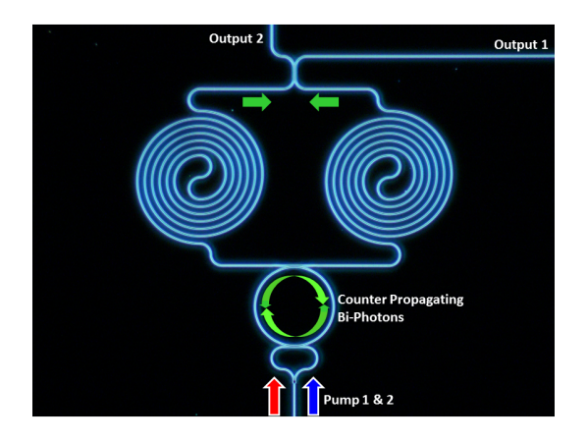 Output 2
Output 1
Counter Propagating
Bi-Photons
Pump 1 & 2